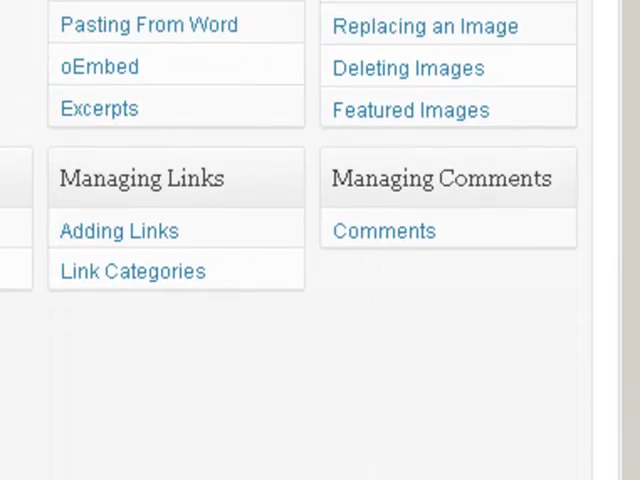 Pasting From Word
oEmbed
Excerpts
Replacing an Image
Deleting Images
Featured Images
Managing Links
Adding Links
Link Categories
Managing Comments
Comments